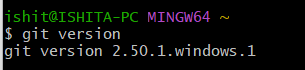 ishit@ISHITA-PC MINGW64 ~
$ git version
git version 2.50.1.windows.1